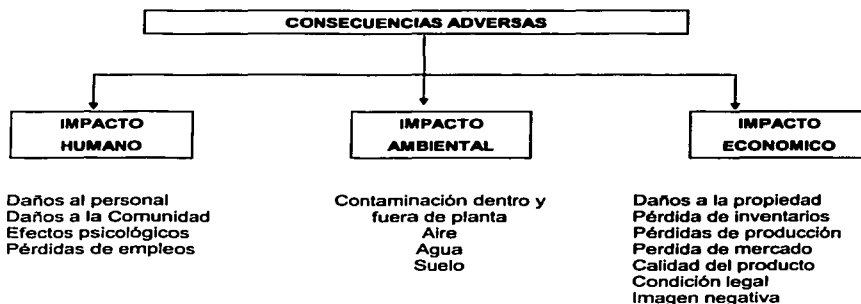 CONSECUENCIAS ADVERSAS
IMPACTO
HUMANO
Daños al personal
Daños a la Comunidad
Efectos psicológicos
Pérdidas de empleos
IMPACTO
AMBIENTAL
Contaminación dentro y
fuera de planta
Aire
Agua
Suelo
IMPACTO
ECONOMICO
Daños a la propiedad
Pérdida de inventarios
Pérdidas de producción
Perdida de mercado
Calidad del producto
Condición legal
Imagen negativa